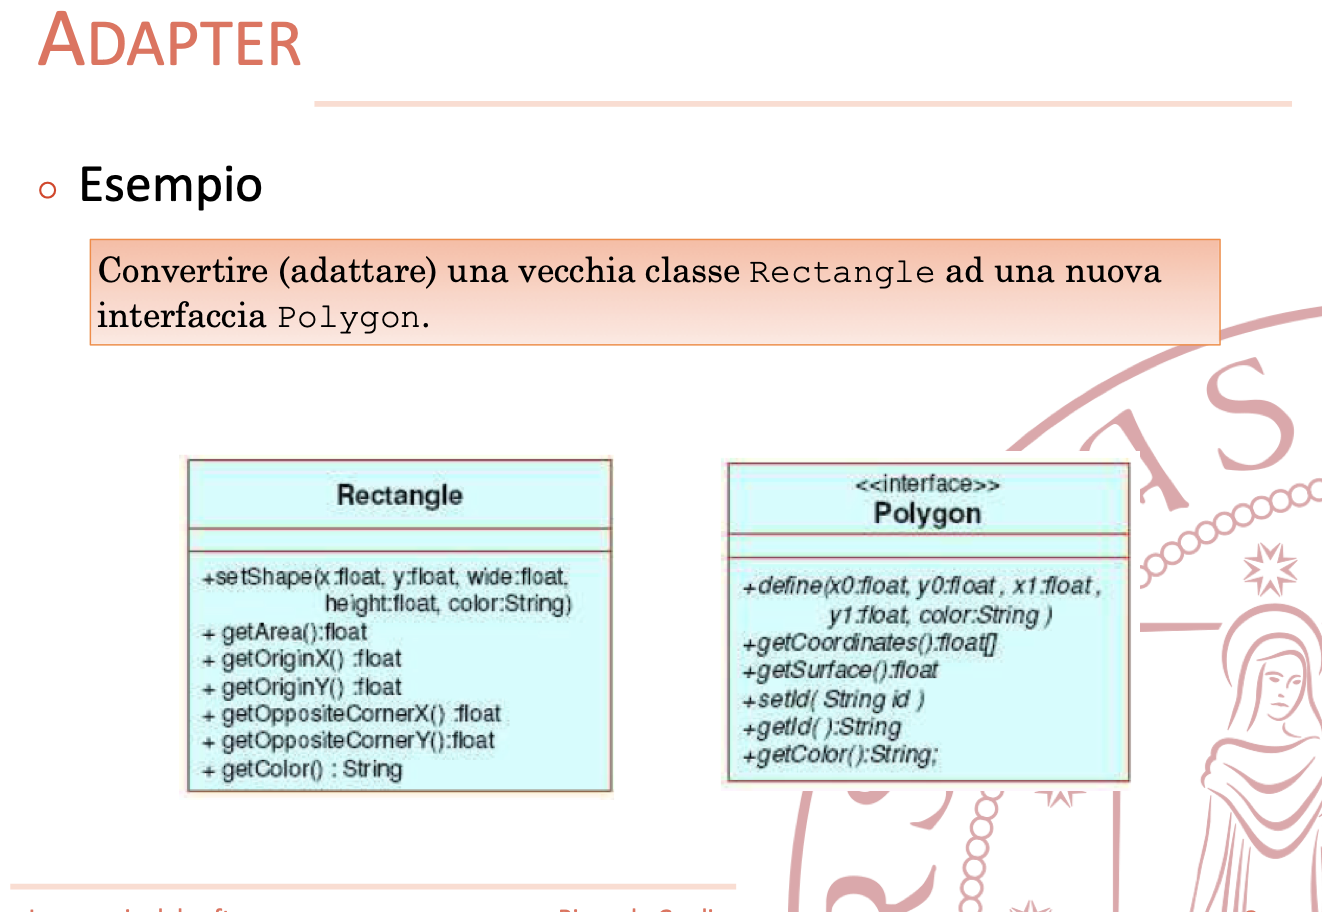 ADAPTER
Esempio
Convertire (adattare) una vecchia classe Rectangle ad una nuova
interfaccia Polygon.
Rectangle
+setShape(x:float, y:float, wide:float,
height:float, color:String)
+ getArea():float
+ getOriginX() :float
+ getOriginY() :float
+ getOppositeCornerX() :float
+ getOppositeCornerY():float
+ getColor() : String
<<interface>>
Polygon
+define(x0:float, y0:float , x1:float ,
y1:float, color:String )
+getCoordinates():float[]
+getSurface():float
+setId( String id )
+getId( ):String
+getColor():String;
AS